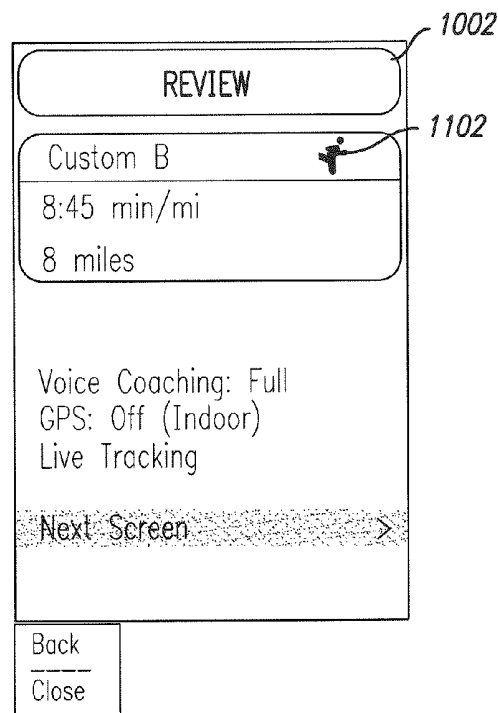 1002
REVIEW
1102
Custom B
8:45 min/mi
8 miles
Voice Coaching: Full
GPS: Off (Indoor)
Live Tracking
Next Screen >
Back
Close